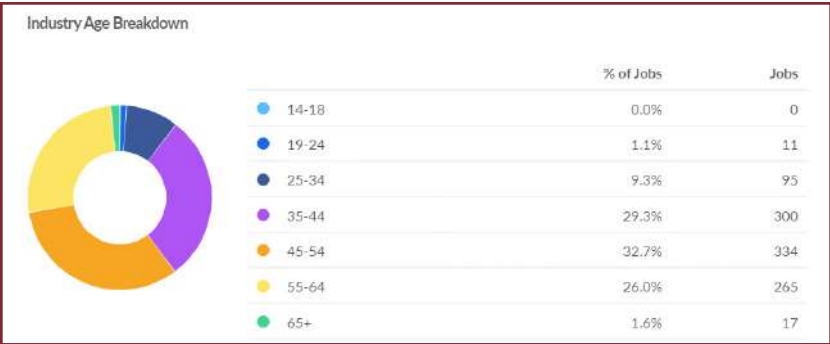 Industry Age Breakdown
% of Jobs Jobs
14-18 0.0% 0
19-24 1.1% 11
25-34 9.3% 95
35-44 29.3% 300
45-54 32.7% 334
55-64 26.0% 265
65+ 1.6% 17